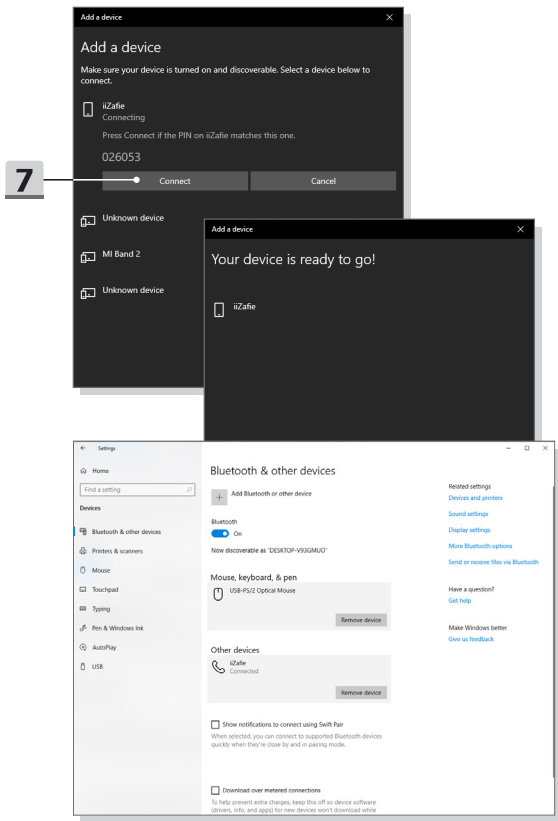 Add a device
Add a device
Make sure your device is turned on and discoverable. Select a device below to
connect.
iiZafie
Connecting
Press Connect if the PIN on iiZafie matches this one.
026053
7
Connect Cancel
Unknown device
MI Band 2
Unknown device
Add a device
Your device is ready to go!
iiZafie
Settings
Home
Find a setting
Devices
Bluetooth & other devices
Printers & scanners
Mouse
Touchpad
Typing
Pen & Windows Ink
AutoPlay
USB
Bluetooth & other devices
Add Bluetooth or other device
Bluetooth
On
Now discoverable as "DESKTOP-V93GMUO"
Mouse, keyboard, & pen
USB-PS/2 Optical Mouse
Remove device
Other devices
iiZafie
Connected
Remove device
Show notifications to connect using Swift Pair
When selected, you can connect to supported Bluetooth devices
quickly when they're close by and in pairing mode.
Download over metered connections
To help prevent extra charges, keep this off so device software
(drivers, info, and apps) for new devices won't download while
Related settings
Devices and printers
Sound settings
Display settings
More Bluetooth options
Send or receive files via Bluetooth
Have a question?
Get help
Make Windows better
Give us feedback